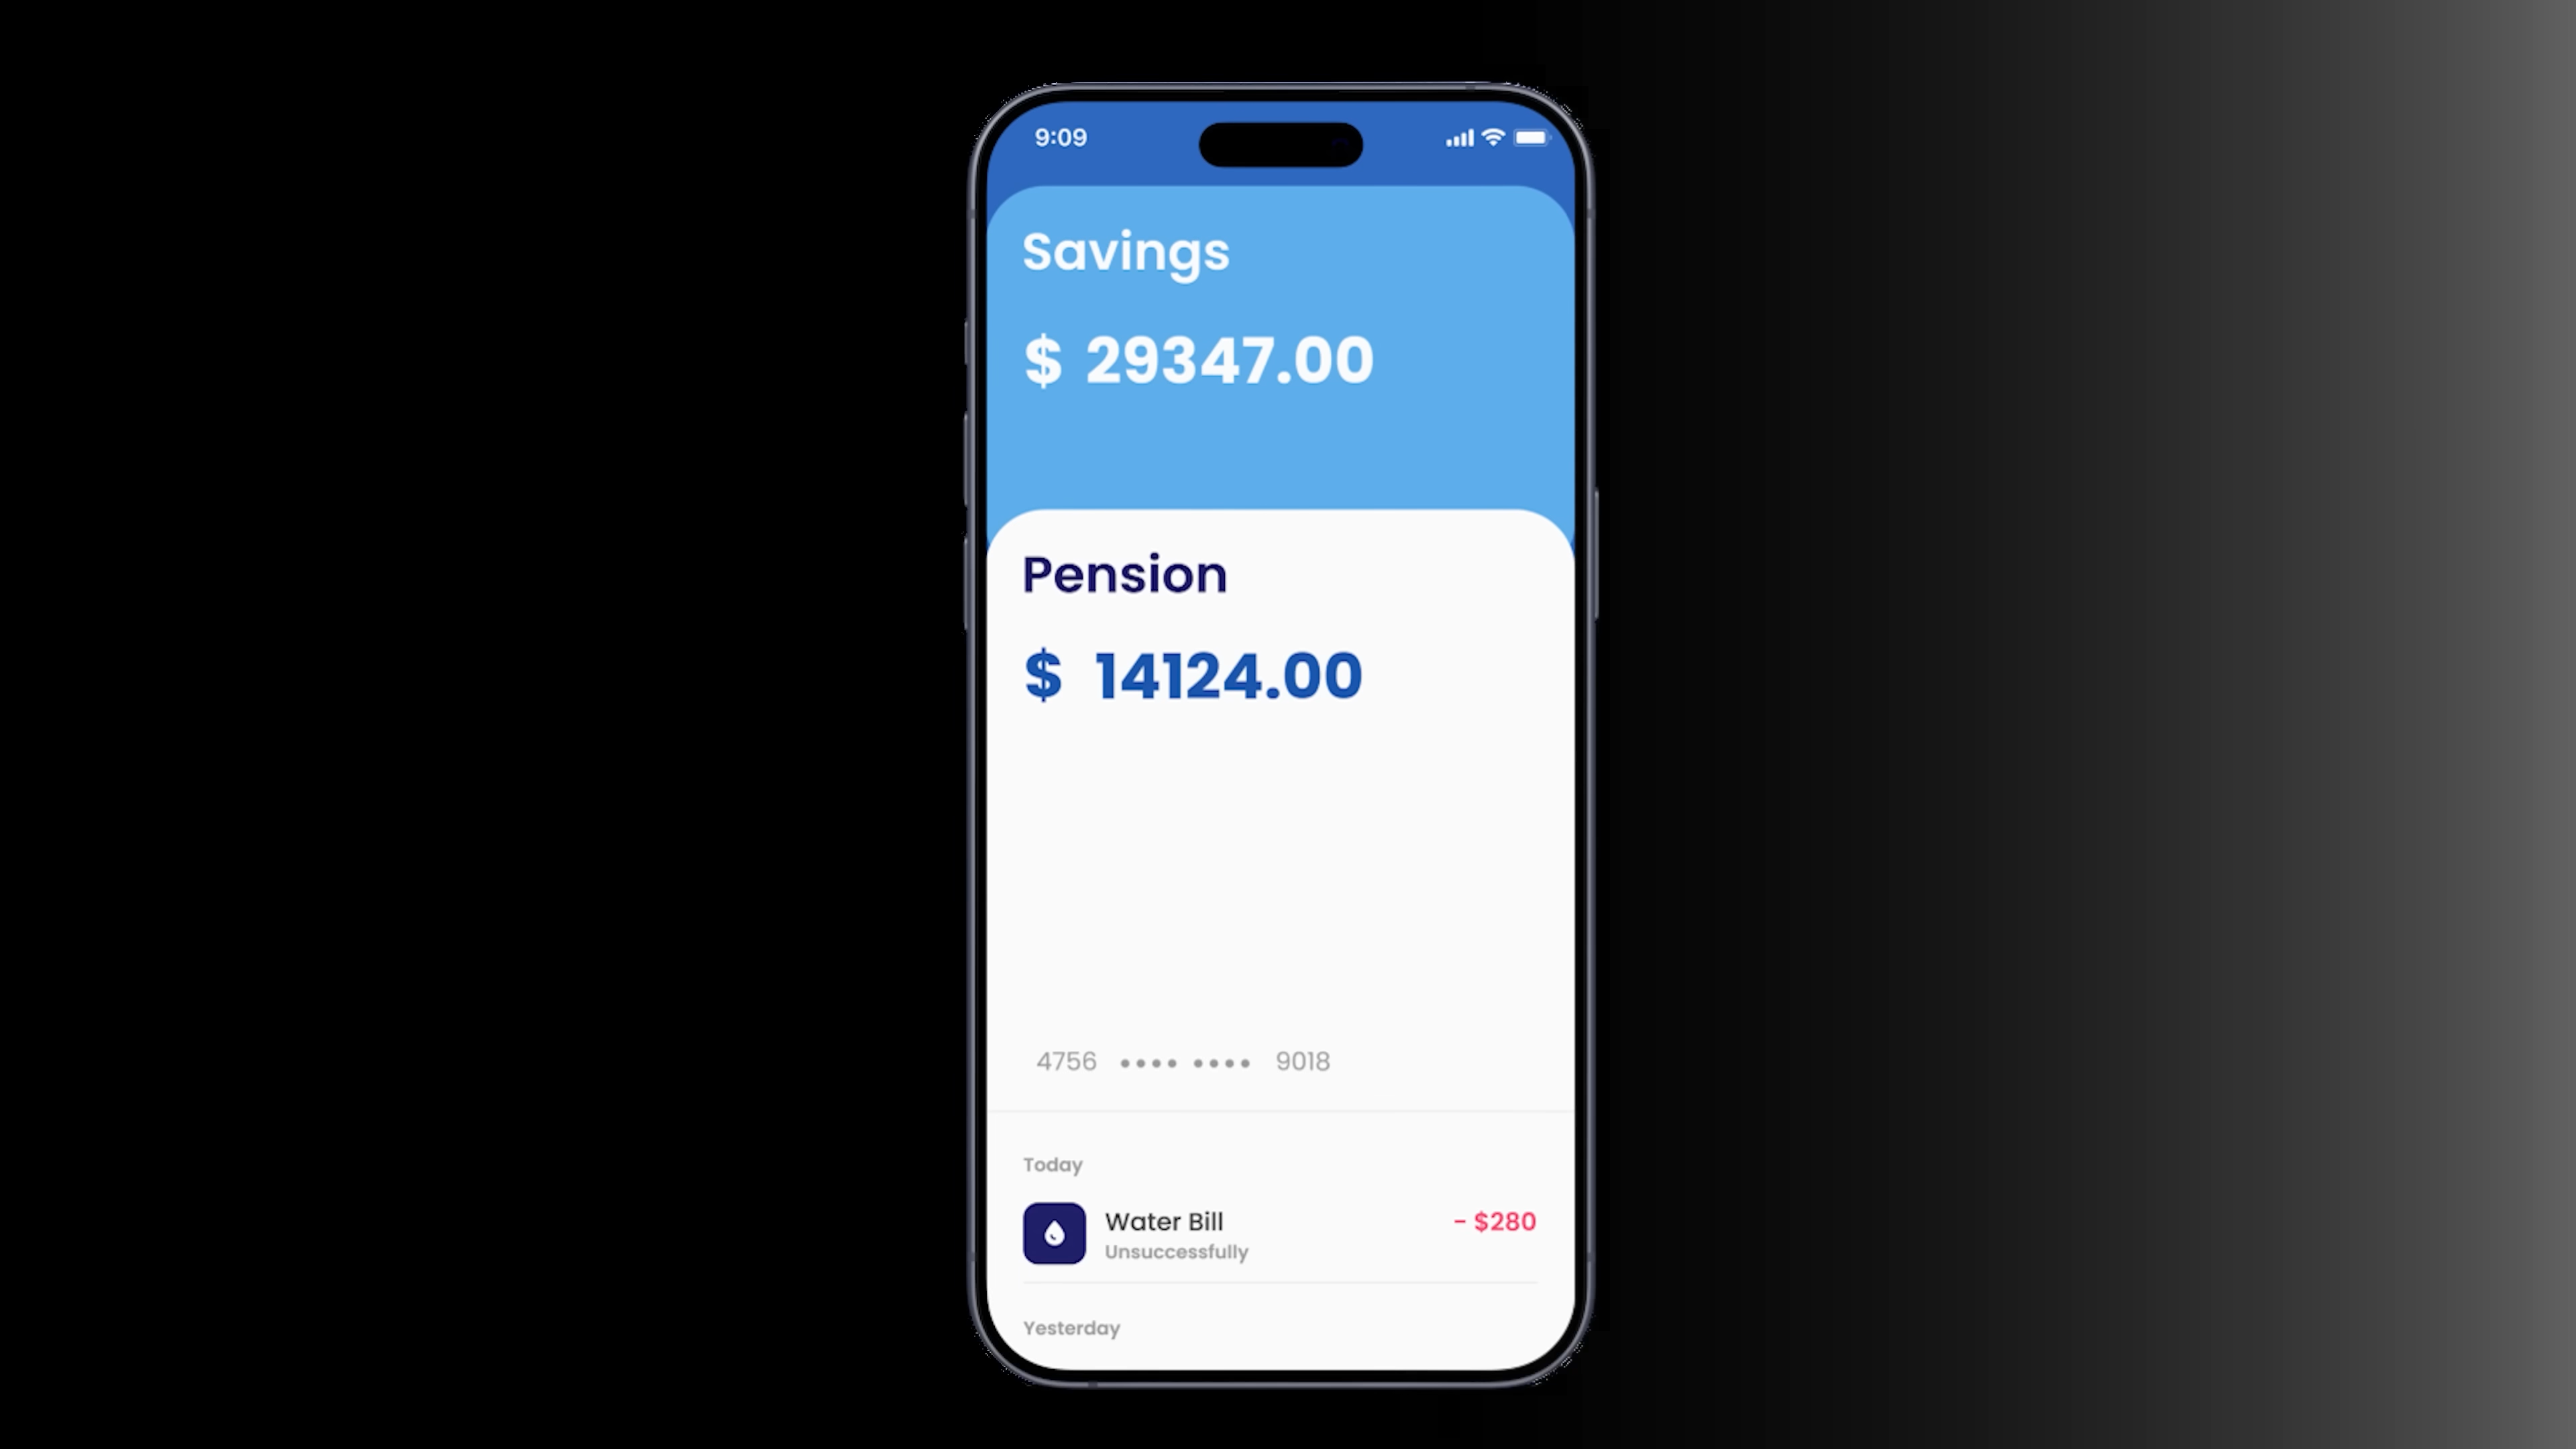 9:09
Savings
$ 29347.00
Pension
$ 14124.00
4756 •••• •••• 9018
Today
Water Bill - $280
Unsuccessfully
Yesterday